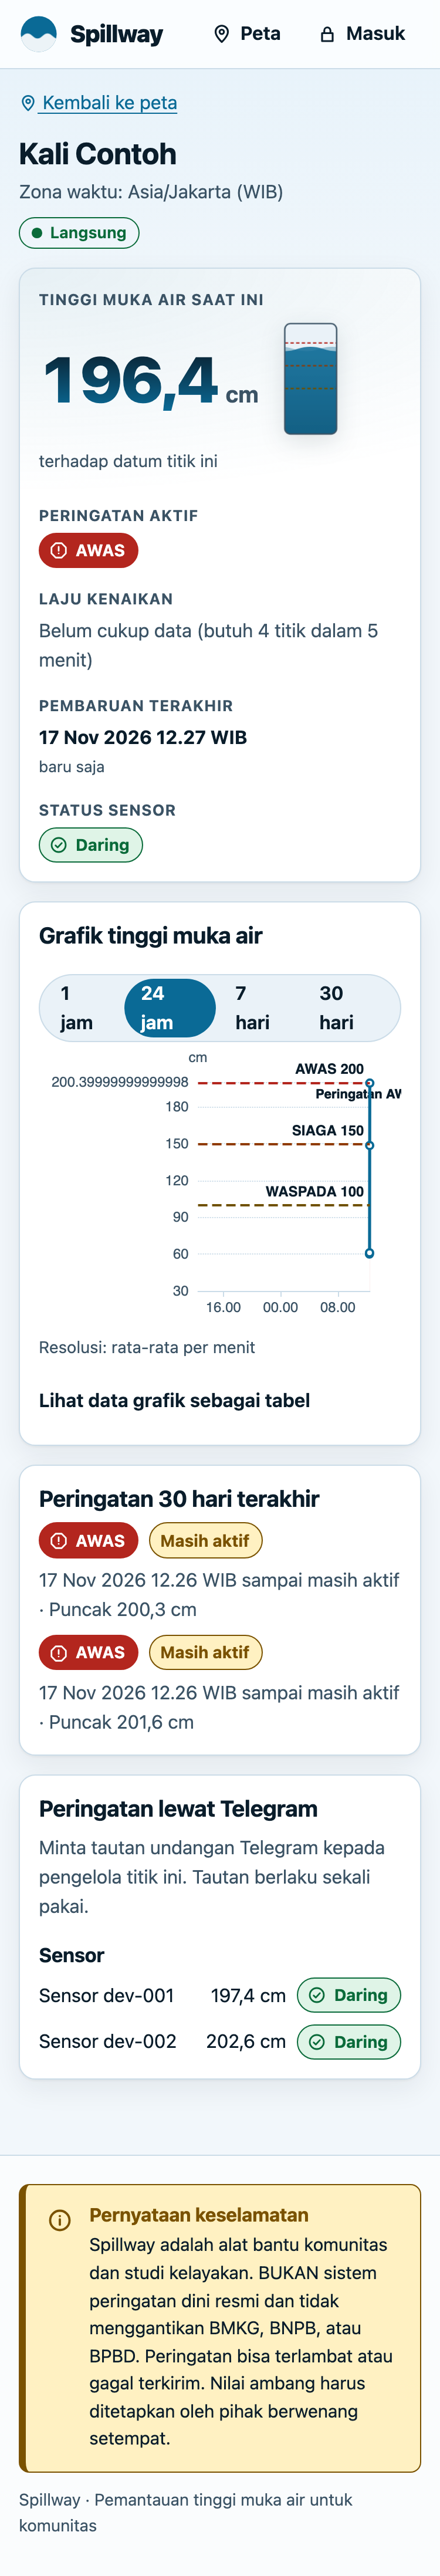 Spillway
Peta
Masuk
Kembali ke peta
Kali Contoh
Zona waktu: Asia/Jakarta (WIB)
Langsung
TINGGI MUKA AIR SAAT INI
196,4 cm
terhadap datum titik ini
PERINGATAN AKTIF
AWAS
LAJU KENAIKAN
Belum cukup data (butuh 4 titik dalam 5
menit)
PEMBARUAN TERAKHIR
17 Nov 2026 12.27 WIB
baru saja
STATUS SENSOR
Daring
Grafik tinggi muka air
1 jam
24 jam
7 hari
30 hari
cm
200.39999999999998
AWAS 200
Peringatan AW
180
150
SIAGA 150
120
WASPADA 100
90
60
30
16.00 00.00 08.00
Resolusi: rata-rata per menit
Lihat data grafik sebagai tabel
Peringatan 30 hari terakhir
AWAS Masih aktif
17 Nov 2026 12.26 WIB sampai masih aktif
· Puncak 200,3 cm
AWAS Masih aktif
17 Nov 2026 12.26 WIB sampai masih aktif
· Puncak 201,6 cm
Peringatan lewat Telegram
Minta tautan undangan Telegram kepada
pengelola titik ini. Tautan berlaku sekali
pakai.
Sensor
Sensor dev-001 197,4 cm Daring
Sensor dev-002 202,6 cm Daring
Pernyataan keselamatan
Spillway adalah alat bantu komunitas
dan studi kelayakan. BUKAN sistem
peringatan dini resmi dan tidak
menggantikan BMKG, BNPB, atau
BPBD. Peringatan bisa terlambat atau
gagal terkirim. Nilai ambang harus
ditetapkan oleh pihak berwenang
setempat.
Spillway · Pemantauan tinggi muka air untuk
komunitas